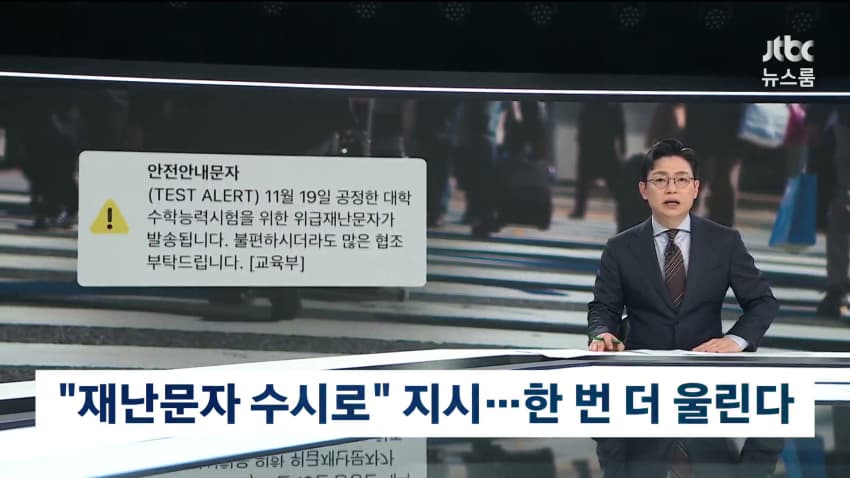 jtbc
뉴스룸
안전안내문자
(TEST ALERT) 11월 19일 공정한 대학
수학능력시험을 위한 위급재난문자가
발송됩니다. 불편하시더라도 많은 협조
부탁드립니다. [교육부]
"재난문자 수시로" 지시…한 번 더 울린다